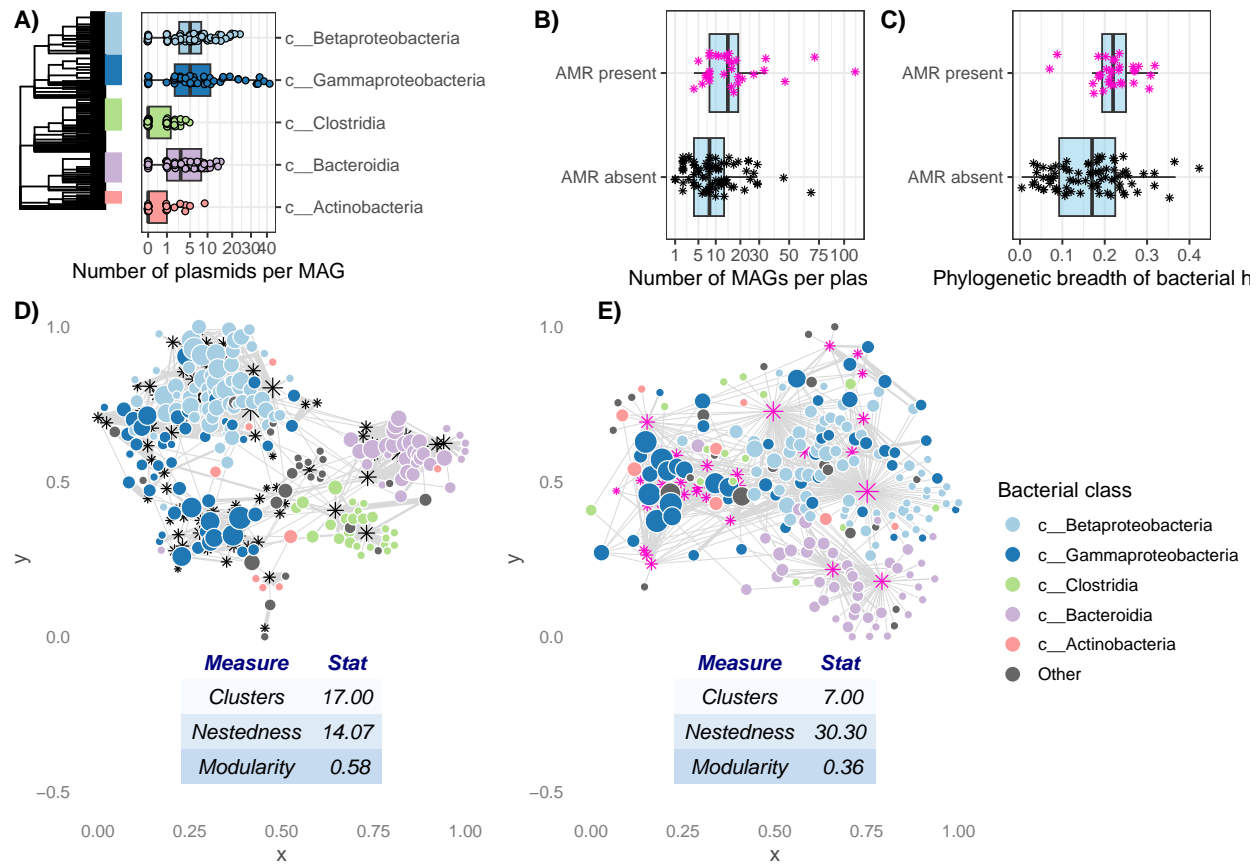 A)
c__Betaproteobacteria
c__Gammaproteobacteria
c__Clostridia
c__Bacteroidia
c__Actinobacteria
0 1 5 10 20 30 40
Number of plasmids per MAG
B)
AMR present
AMR absent
1 5 10 20 30 50 75 100
Number of MAGs per plas
C)
AMR present
AMR absent
0.0 0.1 0.2 0.3 0.4
Phylogenetic breadth of bacterial h
D)
1.0
0.5
0.0
−0.5
y
0.00 0.25 0.50 0.75 1.00
x
Measure Stat
Clusters 17.00
Nestedness 14.07
Modularity 0.58
E)
1.0
0.5
0.0
−0.5
y
0.00 0.25 0.50 0.75 1.00
x
Measure Stat
Clusters 7.00
Nestedness 30.30
Modularity 0.36
Bacterial class
c__Betaproteobacteria
c__Gammaproteobacteria
c__Clostridia
c__Bacteroidia
c__Actinobacteria
Other